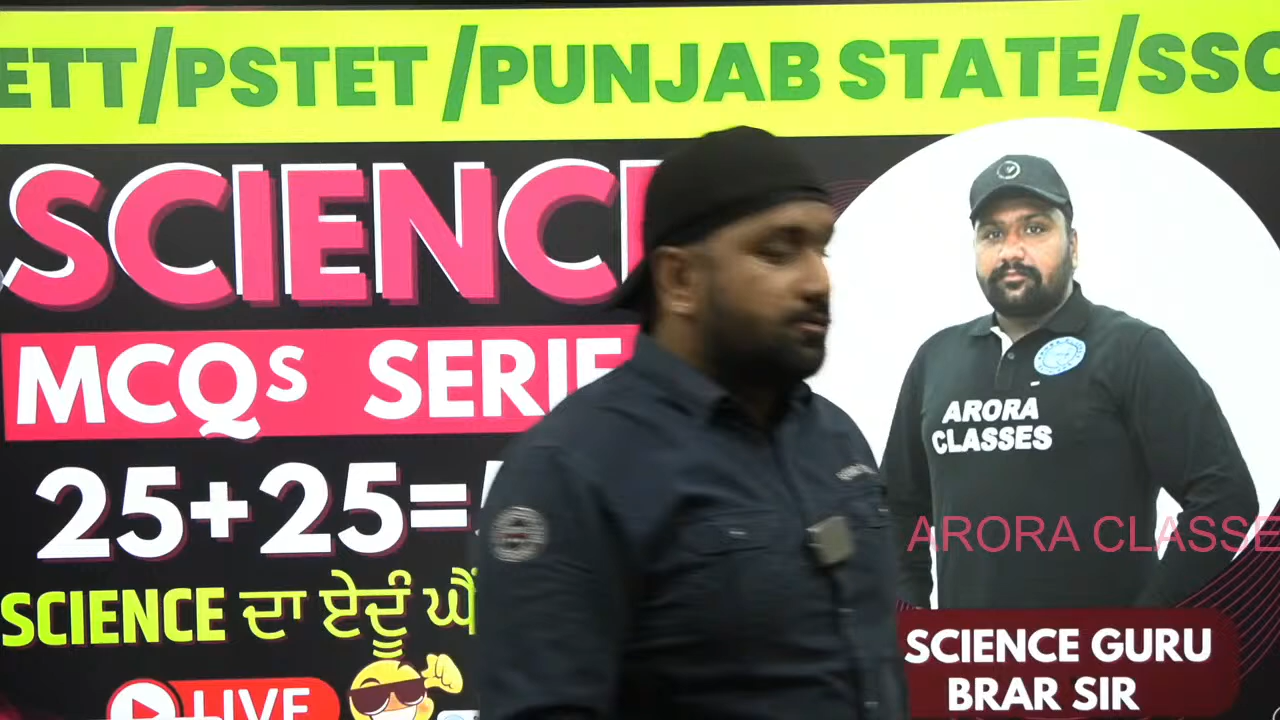 ETT/PSTET /PUNJAB STATE/SSC
SCIENCE
MCQs SERIE
25+25=
SCIENCE ਦਾ ਏਦੂੰ
LIVE
ARORA
CLASSES
ARORA CLASSE
SCIENCE GURU
BRAR SIR